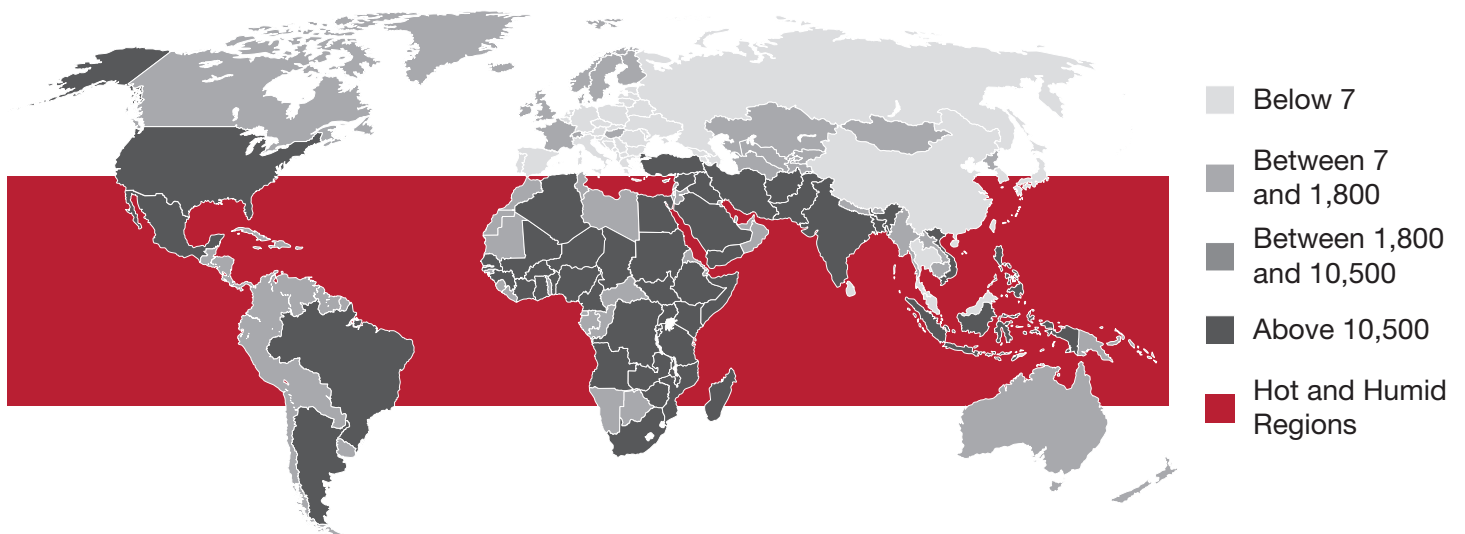 Below 7
Between 7
and 1,800
Between 1,800
and 10,500
Above 10,500
Hot and Humid
Regions